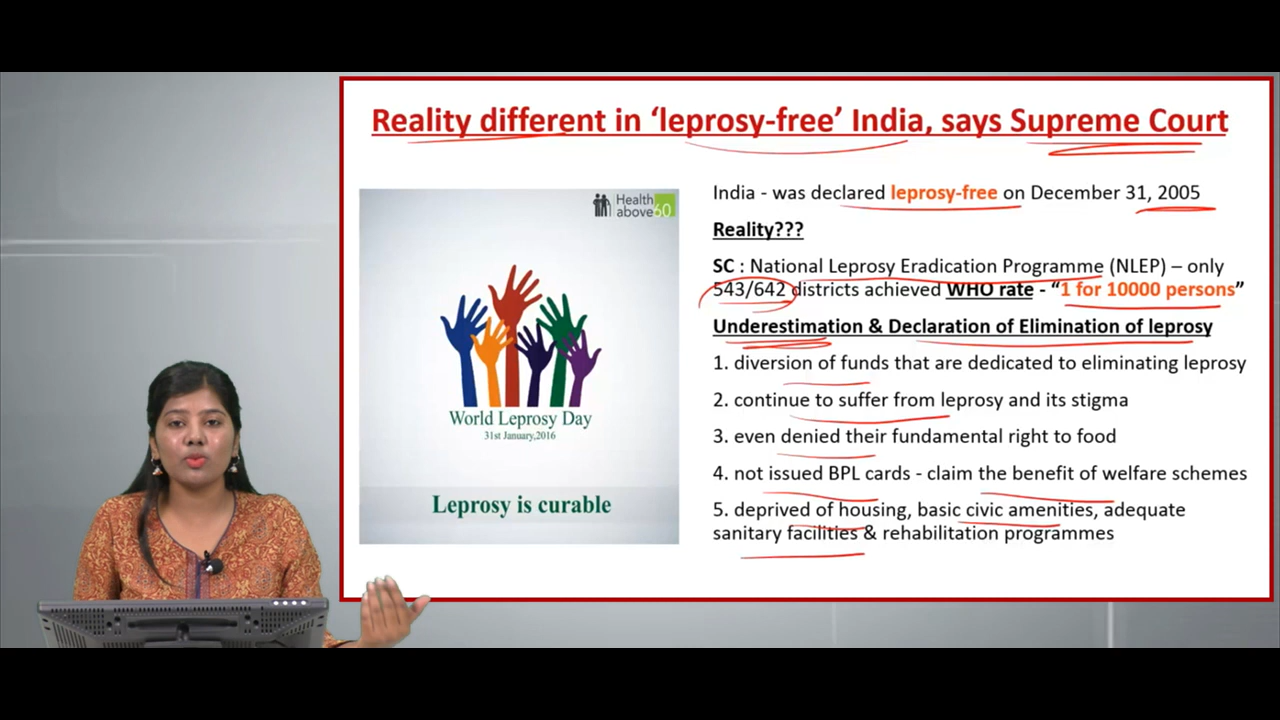 Reality different in ‘leprosy-free’ India, says Supreme Court
Health
above60
World Leprosy Day
31st January,2016
Leprosy is curable
India - was declared leprosy-free on December 31, 2005
Reality???
SC : National Leprosy Eradication Programme (NLEP) – only
543/642 districts achieved WHO rate - “1 for 10000 persons”
Underestimation & Declaration of Elimination of leprosy
1. diversion of funds that are dedicated to eliminating leprosy
2. continue to suffer from leprosy and its stigma
3. even denied their fundamental right to food
4. not issued BPL cards - claim the benefit of welfare schemes
5. deprived of housing, basic civic amenities, adequate
sanitary facilities & rehabilitation programmes